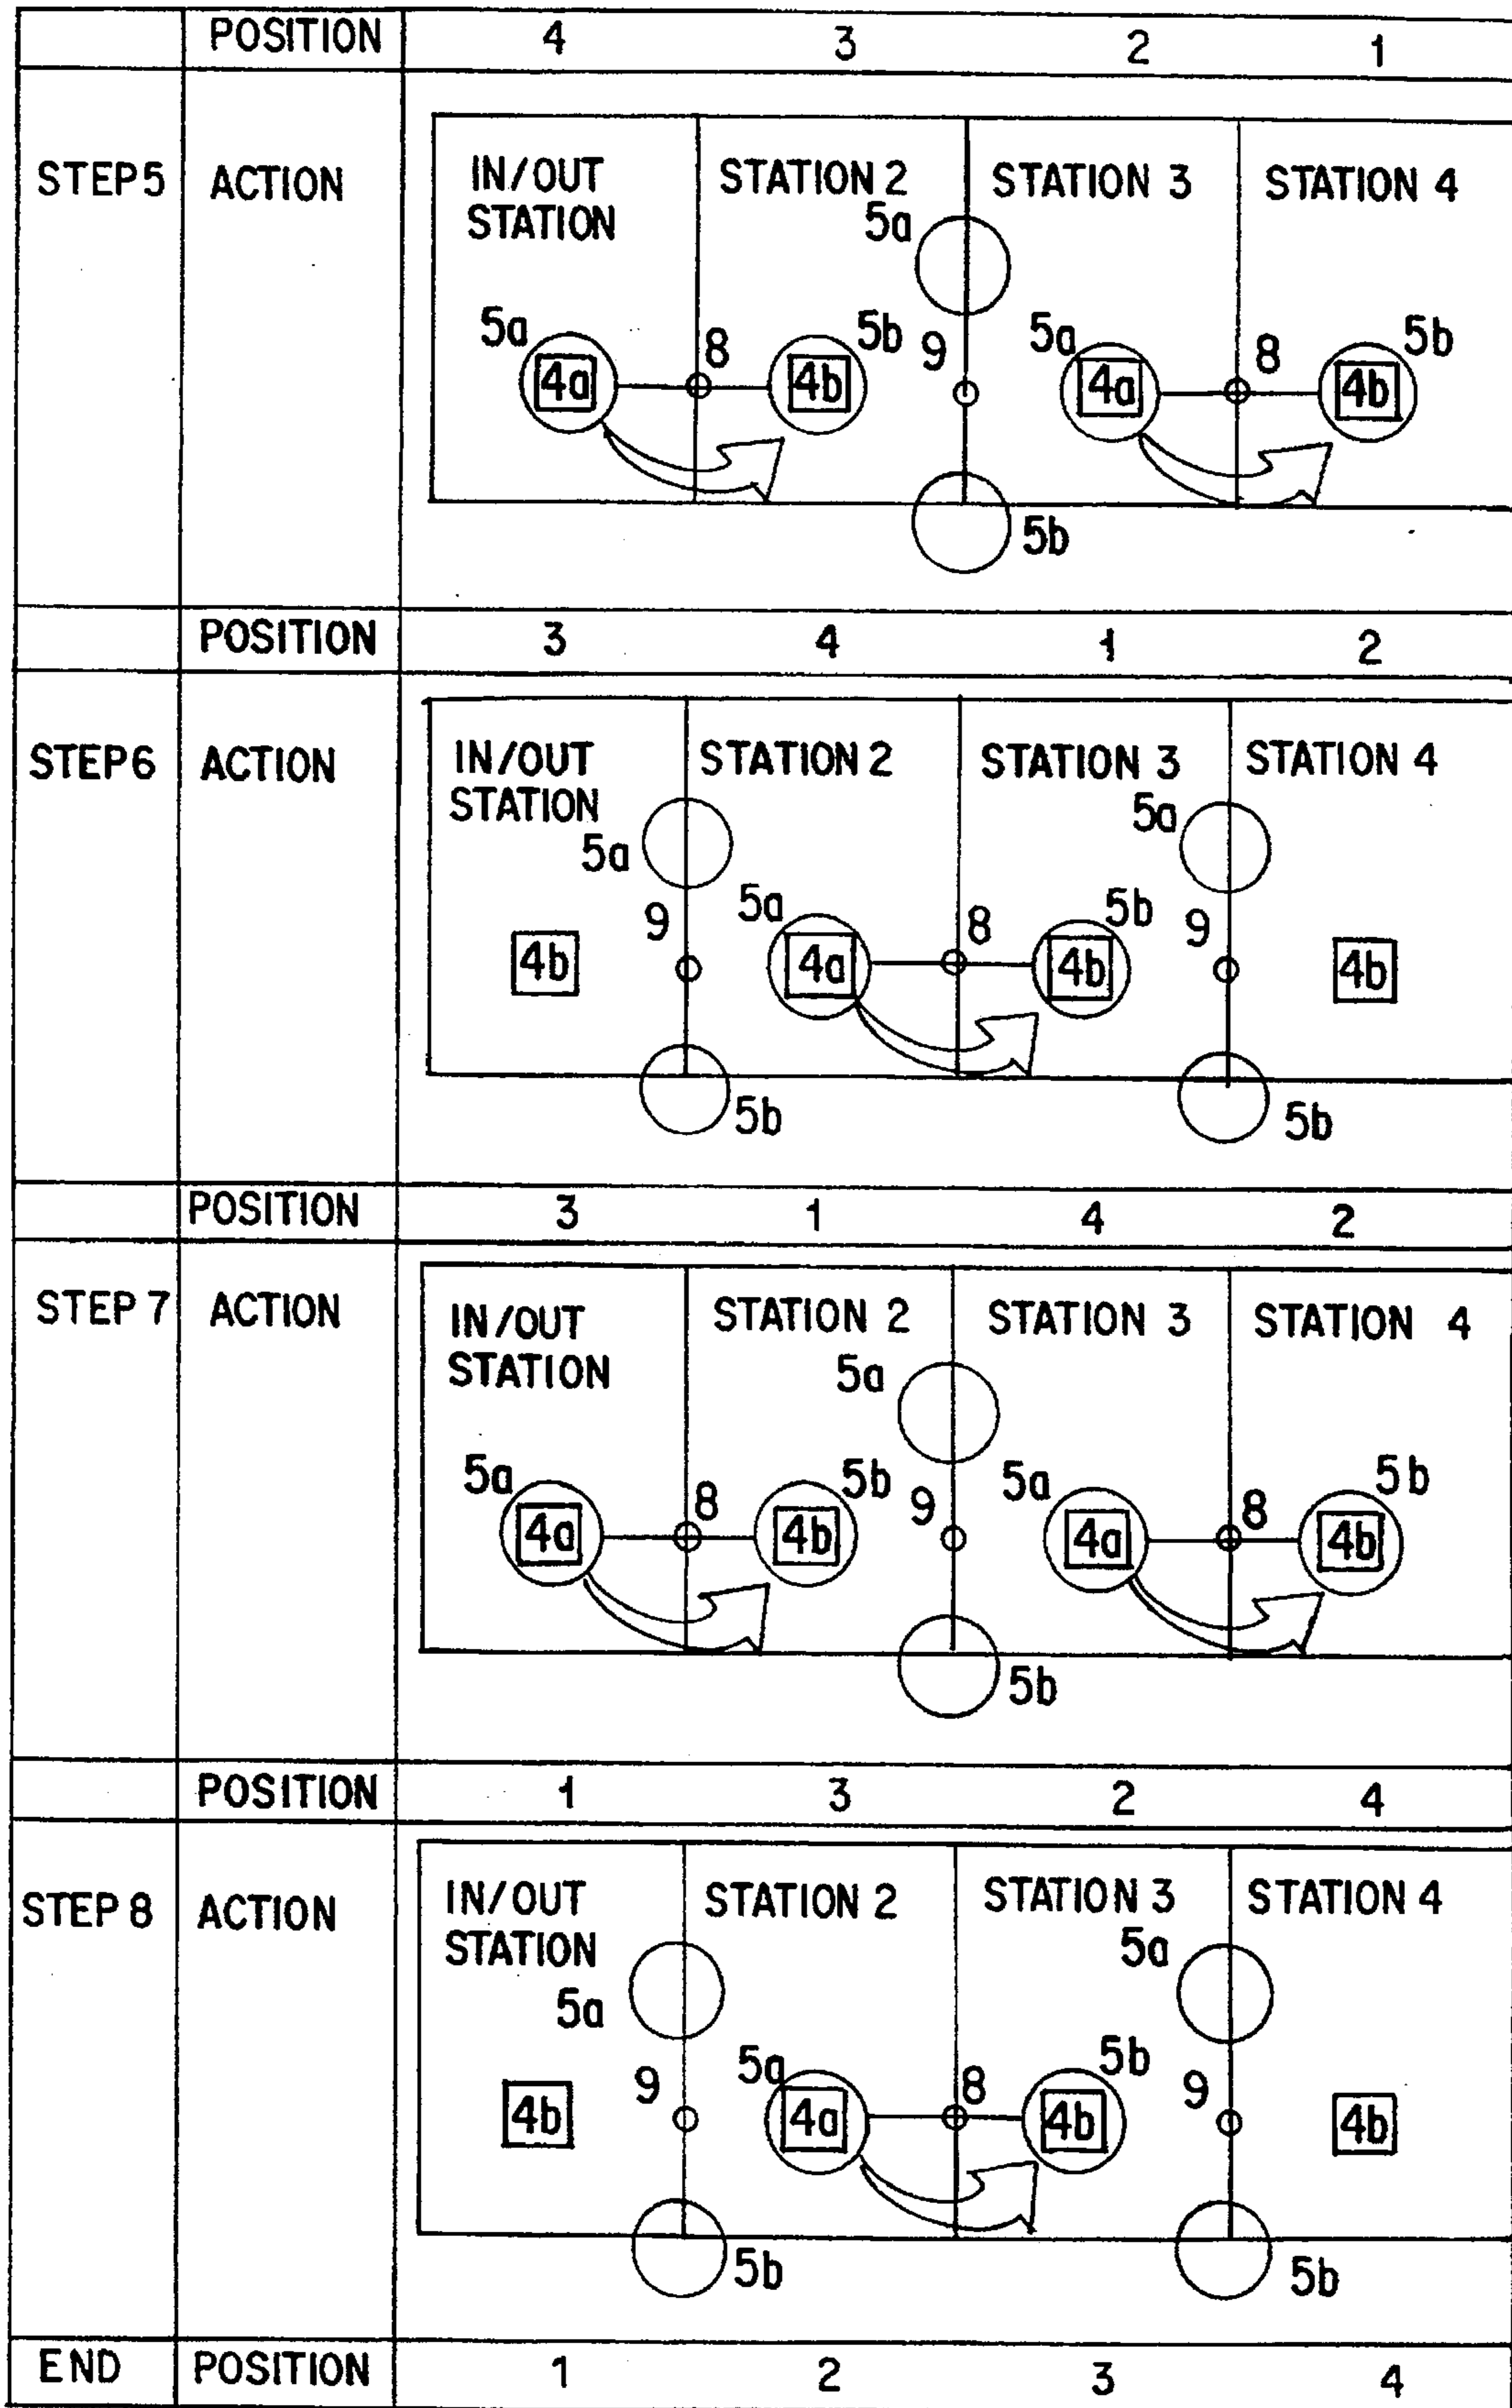 POSITION 4 3 2 1
STEP 5 ACTION IN/OUT STATION 2 STATION 3 STATION 4
STATION
5a
5a 8 5b 9 5a 8 5b
4a 4b 4a 4b
5b
POSITION 3 4 1 2
STEP 6 ACTION IN/OUT STATION 2 STATION 3 STATION 4
STATION
5a 5a
9 5a 8 5b 9
4b 4a 4b 4b
5b 5b
POSITION 3 1 4 2
STEP 7 ACTION IN/OUT STATION 2 STATION 3 STATION 4
STATION
5a
5a 8 5b 9 5a 8 5b
4a 4b 4a 4b
5b
POSITION 1 3 2 4
STEP 8 ACTION IN/OUT STATION 2 STATION 3 STATION 4
STATION
5a 5a
9 5a 8 5b 9
4b 4a 4b 4b
5b 5b
END POSITION 1 2 3 4